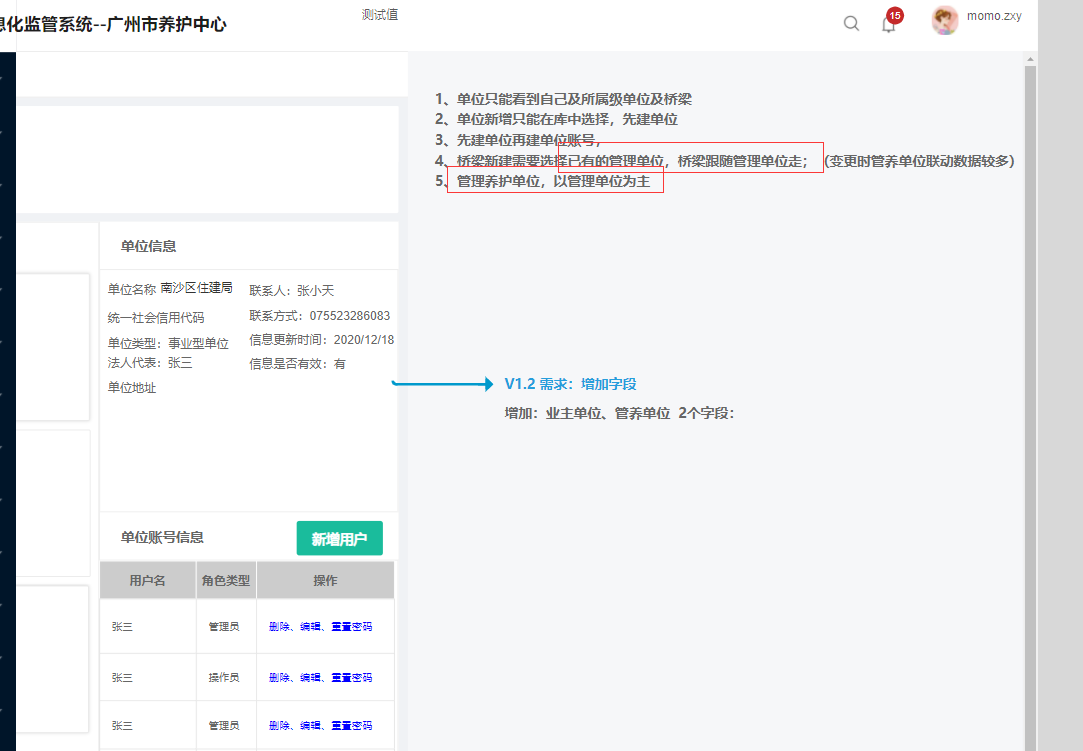 息化监管系统--广州市养护中心
测试值
15
momo.zxy
1、单位只能看到自己及所属级单位及桥梁
2、单位新增只能在库中选择，先建单位
3、先建单位再建单位账号，
4、桥梁新建需要选择已有的管理单位，桥梁跟随管理单位走；（变更时管养单位联动数据较多）
5、管理养护单位，以管理单位为主
单位信息
单位名称 南沙区住建局 联系人：张小天
统一社会信用代码 联系方式：075523286083
单位类型：事业型单位 信息更新时间：2020/12/18
法人代表：张三 信息是否有效：有
单位地址
V1.2 需求：增加字段
增加：业主单位、管养单位 2个字段：
单位账号信息 新增用户
用户名 角色类型 操作
张三 管理员 删除、编辑、重置密码
张三 操作员 删除、编辑、重置密码
张三 管理员 删除、编辑、重置密码